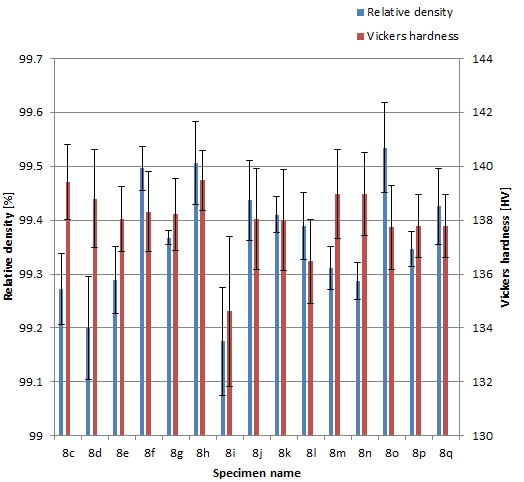 Relative density
Vickers hardness
99.7
99.6
99.5
99.4
99.3
99.2
99.1
99
Relative density [%]
144
142
140
138
136
134
132
130
Vickers hardness [HV]
8c 8d 8e 8f 8g 8h 8i 8j 8k 8l 8m 8n 8o 8p 8q
Specimen name